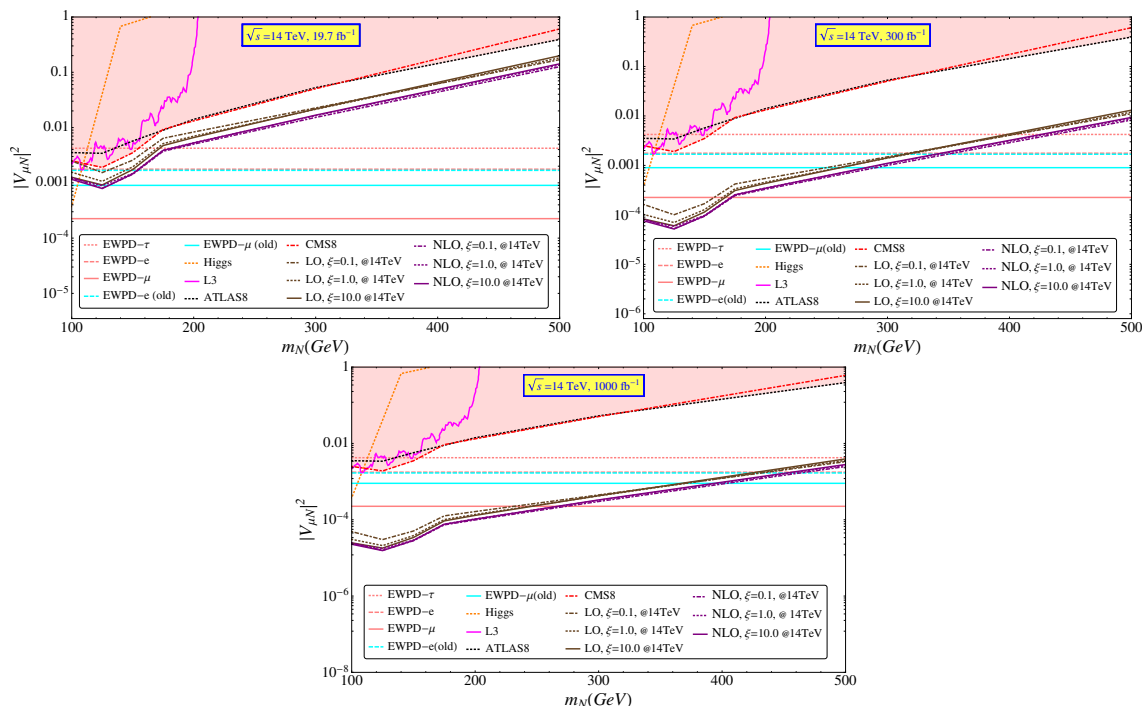 √s =14 TeV, 19.7 fb⁻¹
1
0.1
0.01
0.001
10⁻⁴
|V_μN|²
EWPD−τ
EWPD−e
EWPD−μ
EWPD−e (old)
EWPD−μ (old)
Higgs
L3
ATLAS8
CMS8
LO, ξ=0.1, @14TeV
LO, ξ=1.0, @ 14TeV
LO, ξ=10.0 @14TeV
NLO, ξ=0.1, @14TeV
NLO, ξ=1.0, @ 14TeV
NLO, ξ=10.0 @14TeV
100 200 300 400 500
m_N(GeV)
√s =14 TeV, 300 fb⁻¹
1
0.1
0.01
0.001
10⁻⁴
10⁻⁵
10⁻⁶
|V_μN|²
EWPD−τ
EWPD−e
EWPD−μ
EWPD−e(old)
EWPD−μ(old)
Higgs
L3
ATLAS8
CMS8
LO, ξ=0.1, @14TeV
LO, ξ=1.0, @ 14TeV
LO, ξ=10.0 @14TeV
NLO, ξ=0.1, @14TeV
NLO, ξ=1.0, @ 14TeV
NLO, ξ=10.0 @14TeV
100 200 300 400 500
m_N(GeV)
√s =14 TeV, 1000 fb⁻¹
1
0.01
10⁻⁴
10⁻⁶
10⁻⁸
|V_μN|²
EWPD−τ
EWPD−e
EWPD−μ
EWPD−e(old)
EWPD−μ(old)
Higgs
L3
ATLAS8
CMS8
LO, ξ=0.1, @14TeV
LO, ξ=1.0, @ 14TeV
LO, ξ=10.0 @14TeV
NLO, ξ=0.1, @14TeV
NLO, ξ=1.0, @ 14TeV
NLO, ξ=10.0 @14TeV
100 200 300 400 500
m_N(GeV)